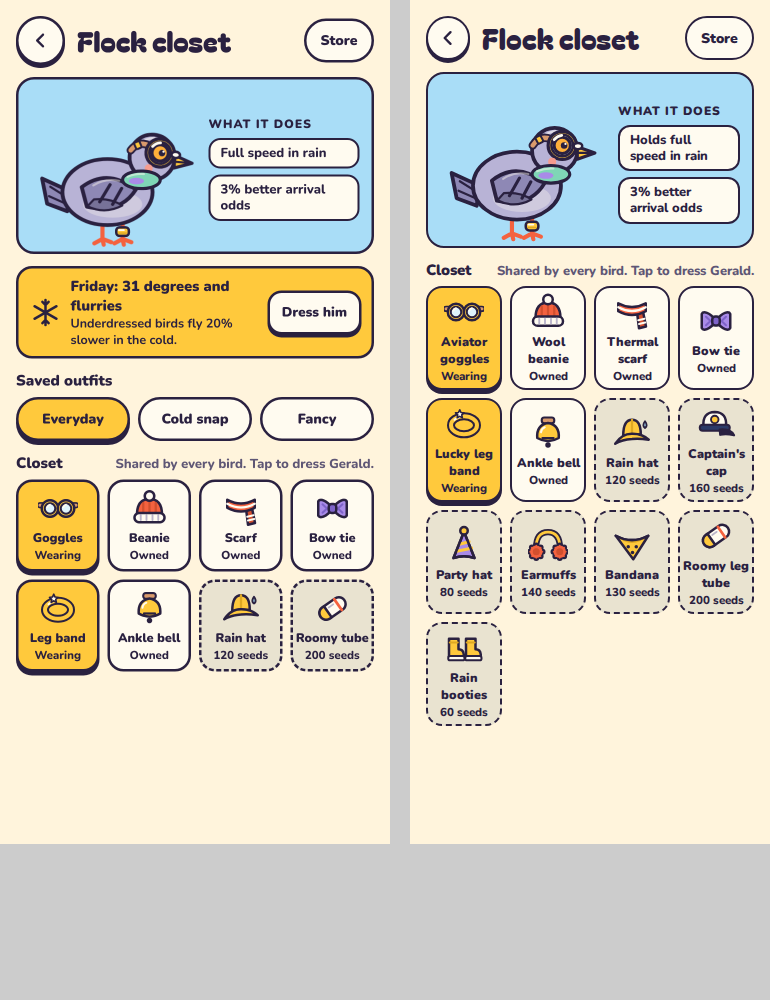 Flock closet
Store
WHAT IT DOES
Full speed in rain
3% better arrival
odds
Friday: 31 degrees and
flurries
Underdressed birds fly 20%
slower in the cold.
Dress him
Saved outfits
Everyday
Cold snap
Fancy
Closet
Shared by every bird. Tap to dress Gerald.
Goggles
Wearing
Beanie
Owned
Scarf
Owned
Bow tie
Owned
Leg band
Wearing
Ankle bell
Owned
Rain hat
120 seeds
Roomy tube
200 seeds
Flock closet
Store
WHAT IT DOES
Holds full
speed in rain
3% better
arrival odds
Closet
Shared by every bird. Tap to dress Gerald.
Aviator
goggles
Wearing
Wool
beanie
Owned
Thermal
scarf
Owned
Bow tie
Owned
Lucky leg
band
Wearing
Ankle bell
Owned
Rain hat
120 seeds
Captain's
cap
160 seeds
Party hat
80 seeds
Earmuffs
140 seeds
Bandana
130 seeds
Roomy leg
tube
200 seeds
Rain
booties
60 seeds